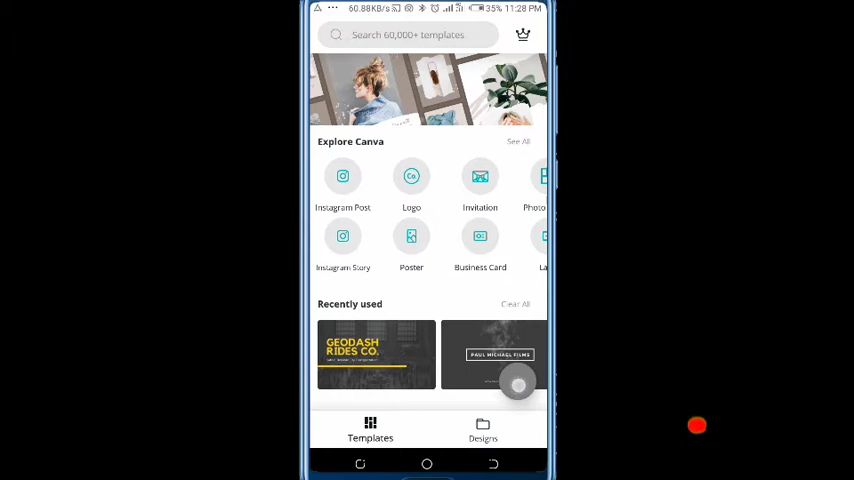 60.88KB/s 35% 11:28 PM
Search 60,000+ templates
Explore Canva See All
Co.
Instagram Post Logo Invitation Photo
Instagram Story Poster Business Card La
Recently used Clear All
GEODASH
RIDES CO.
PAUL MICHAEL FILMS
Templates Designs